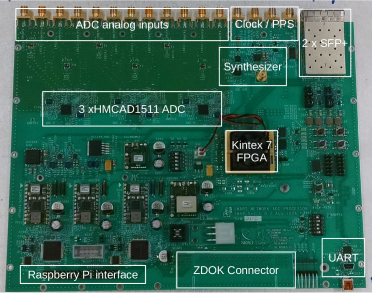 ADC analog inputs
Clock / PPS
2 x SFP+
Synthesizer
3 xHMCAD1511 ADC
Kintex 7
FPGA
UART
Raspberry Pi interface
ZDOK Connector